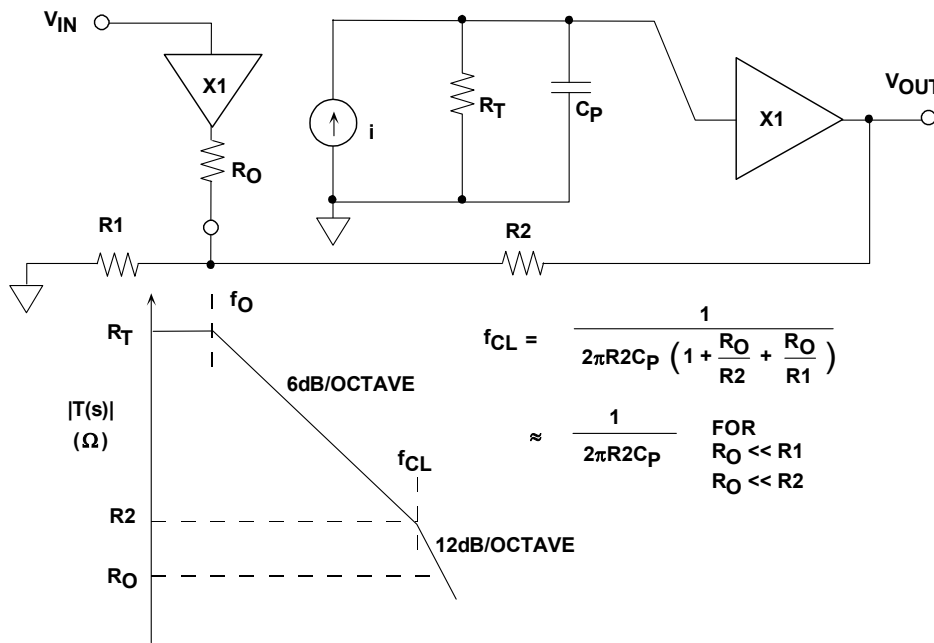 VIN
X1
RO
i
RT
CP
X1
VOUT
R1
R2
fO
RT
6dB/OCTAVE
|T(s)|
(Ω)
fCL
R2
12dB/OCTAVE
RO
fCL = 1 / 2πR2CP ( 1 + RO/R2 + RO/R1 )
≈ 1 / 2πR2CP FOR
RO << R1
RO << R2